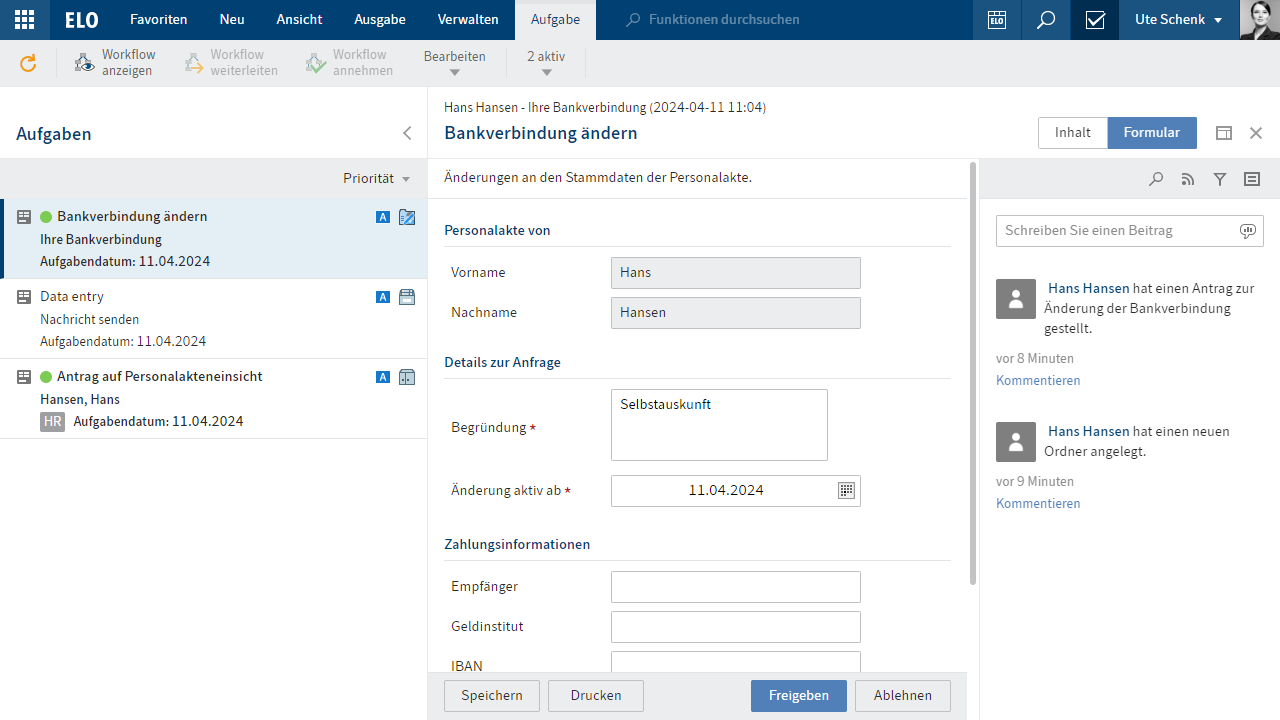 ELO
Favoriten
Neu
Ansicht
Ausgabe
Verwalten
Aufgabe
Funktionen durchsuchen
ELO
Ute Schenk
Workflow
anzeigen
Workflow
weiterleiten
Workflow
annehmen
Bearbeiten
2 aktiv
Aufgaben
Priorität
Bankverbindung ändern
A
Ihre Bankverbindung
Aufgabendatum: 11.04.2024
Data entry
A
Nachricht senden
Aufgabendatum: 11.04.2024
Antrag auf Personalakteneinsicht
A
Hansen, Hans
HR Aufgabendatum: 11.04.2024
Hans Hansen - Ihre Bankverbindung (2024-04-11 11:04)
Bankverbindung ändern
Inhalt
Formular
Änderungen an den Stammdaten der Personalakte.
Personalakte von
Vorname
Hans
Nachname
Hansen
Details zur Anfrage
Begründung *
Selbstauskunft
Änderung aktiv ab *
11.04.2024
Zahlungsinformationen
Empfänger
Geldinstitut
IBAN
Speichern
Drucken
Freigeben
Ablehnen
Schreiben Sie einen Beitrag
Hans Hansen hat einen Antrag zur
Änderung der Bankverbindung
gestellt.
vor 8 Minuten
Kommentieren
Hans Hansen hat einen neuen
Ordner angelegt.
vor 9 Minuten
Kommentieren